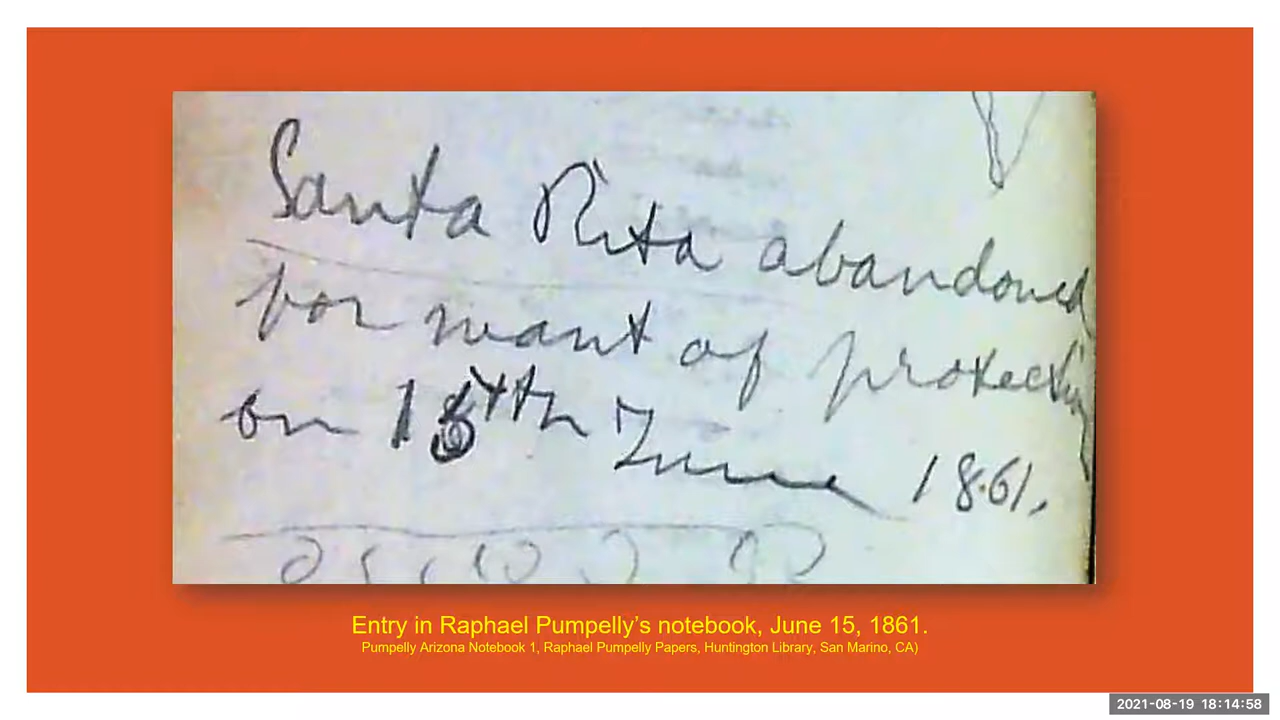 Santa Rita abandoned
for want of protection
on 15th June 1861.
Entry in Raphael Pumpelly’s notebook, June 15, 1861.
Pumpelly Arizona Notebook 1, Raphael Pumpelly Papers, Huntington Library, San Marino, CA)
2021-08-19 18:14:58